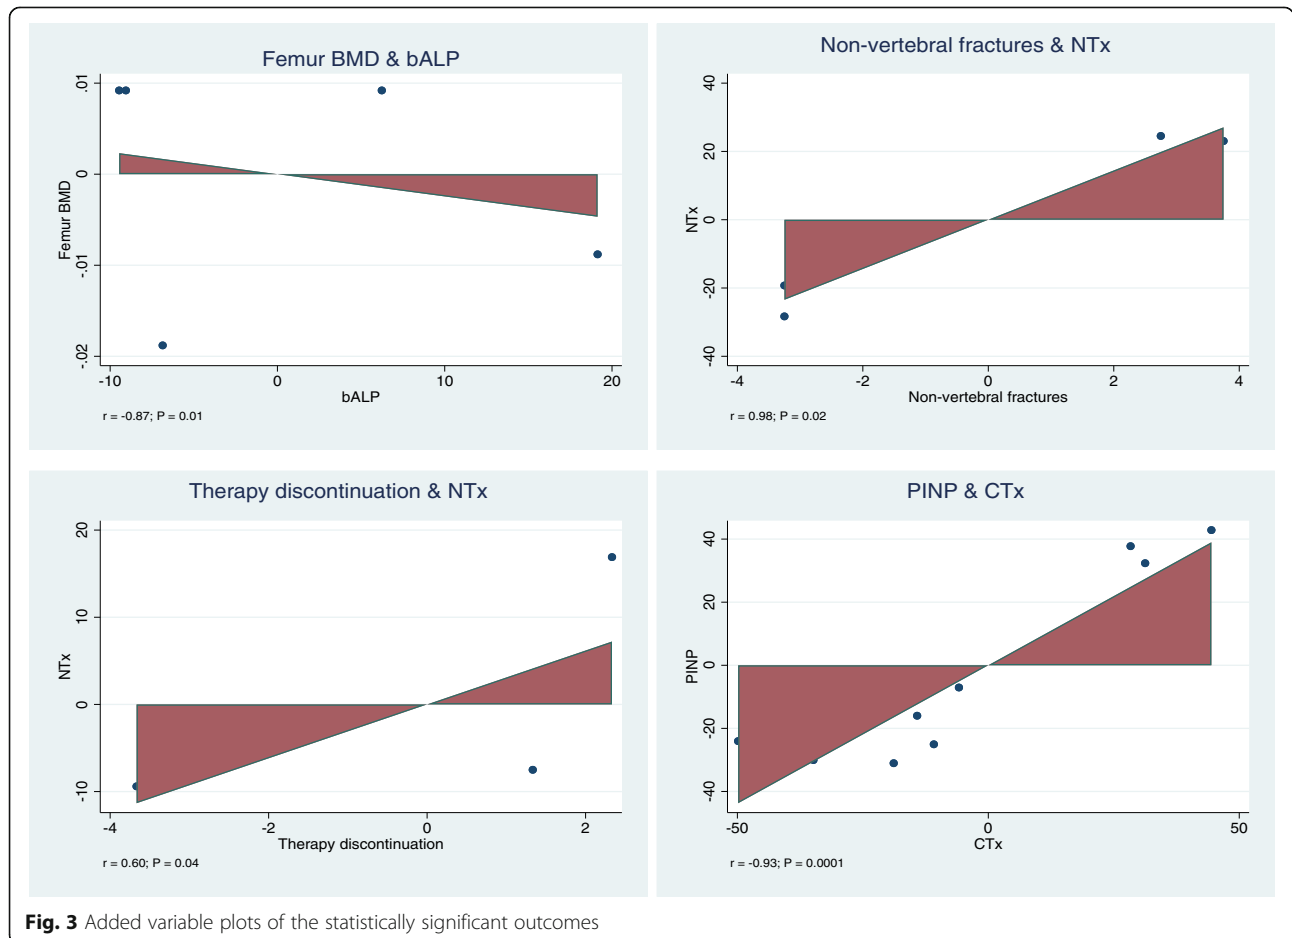 Femur BMD & bALP
.01
0
-.01
-.02
Femur BMD
-10 0 10 20
bALP
r = -0.87; P = 0.01
Non-vertebral fractures & NTx
40
20
0
-20
-40
NTx
-4 -2 0 2 4
Non-vertebral fractures
r = 0.98; P = 0.02
Therapy discontinuation & NTx
20
10
0
-10
NTx
-4 -2 0 2
Therapy discontinuation
r = 0.60; P = 0.04
PINP & CTx
40
20
0
-20
-40
PINP
-50 0 50
CTx
r = -0.93; P = 0.0001
Fig. 3 Added variable plots of the statistically significant outcomes